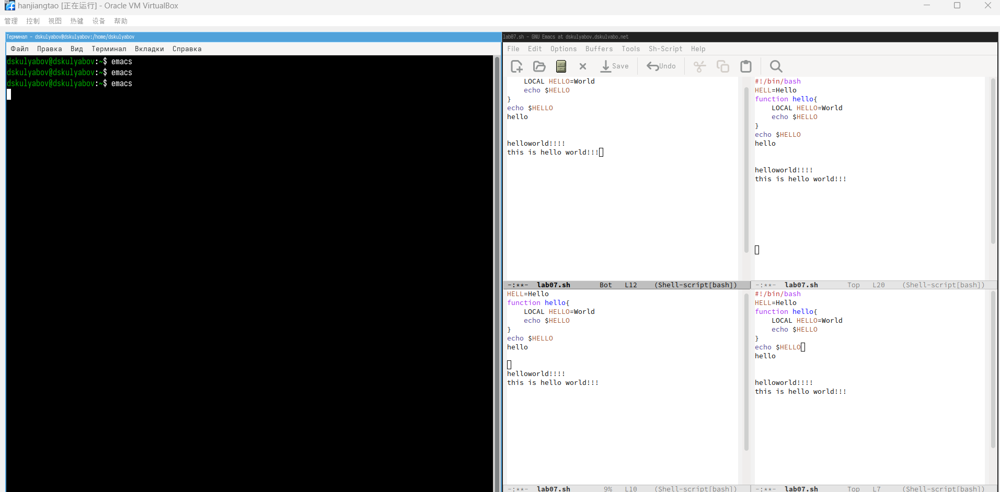 hanjiangtao [正在运行] - Oracle VM VirtualBox
管理 控制 视图 热键 设备 帮助
Терминал - dskulyabov@dskulyabov:/home/dskulyabov
Файл Правка Вид Терминал Вкладки Справка
dskulyabov@dskulyabov:~$ emacs
dskulyabov@dskulyabov:~$ emacs
dskulyabov@dskulyabov:~$ emacs
lab07.sh - GNU Emacs at dskulyabov.dskulvabo.net
File Edit Options Buffers Tools Sh-Script Help
Save Undo
LOCAL HELLO=World
echo $HELLO
}
echo $HELLO
hello
helloworld!!!!
this is hello world!!!
-:**- lab07.sh Bot L12 (Shell-script[bash])
#!/bin/bash
HELL=Hello
function hello{
LOCAL HELLO=World
echo $HELLO
}
echo $HELLO
hello
helloworld!!!!
this is hello world!!!
-:**- lab07.sh Top L20 (Shell-script[bash])
HELL=Hello
function hello{
LOCAL HELLO=World
echo $HELLO
}
echo $HELLO
hello
helloworld!!!!
this is hello world!!!
-:**- lab07.sh 9% L10 (Shell-script[bash])
#!/bin/bash
HELL=Hello
function hello{
LOCAL HELLO=World
echo $HELLO
}
echo $HELLO
hello
helloworld!!!!
this is hello world!!!
-:**- lab07.sh Top L7 (Shell-script[bash])